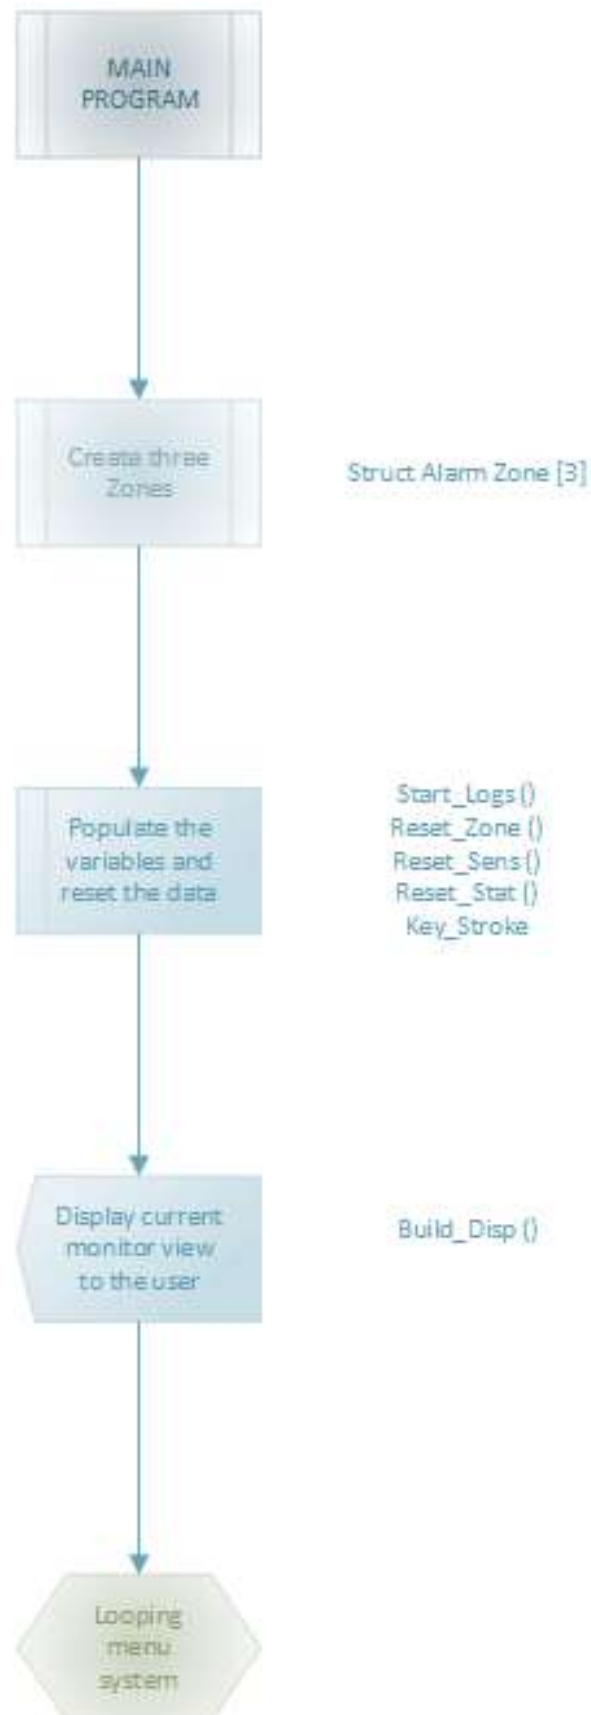 MAIN
PROGRAM
Create three
Zones
Struct Alarm Zone [3]
Populate the
variables and
reset the data
Start_Logs ()
Reset_Zone ()
Reset_Sens ()
Reset_Stat ()
Key_Stroke
Display current
monitor view
to the user
Build_Disp ()
Looping
menu
system